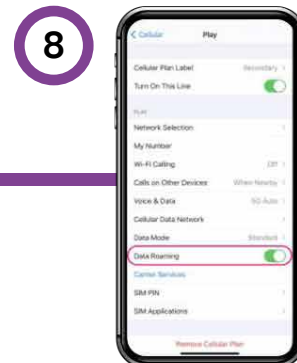 8
Cellular
Play
Cellular Plan Label
Secondary
Turn On This Line
PLAY
Network Selection
My Number
Wi-Fi Calling
Off
Calls on Other Devices
When Nearby
Voice & Data
5G Auto
Cellular Data Network
Data Mode
Standard
Data Roaming
Carrier Services
SIM PIN
SIM Applications
Remove Cellular Plan